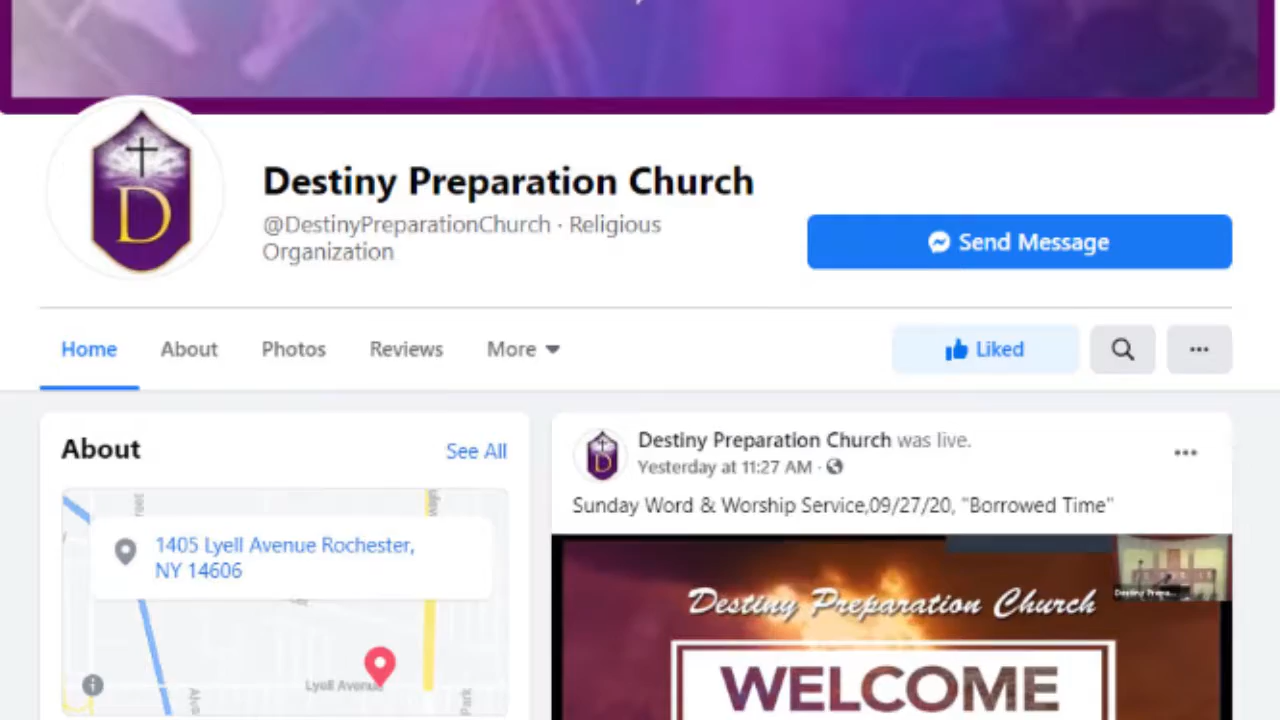 D
Destiny Preparation Church
@DestinyPreparationChurch · Religious
Organization
Send Message
Home
About
Photos
Reviews
More
Liked
About
See All
1405 Lyell Avenue Rochester,
NY 14606
Lyell Avenue
Park
D
Destiny Preparation Church was live.
Yesterday at 11:27 AM ·
Sunday Word & Worship Service,09/27/20, "Borrowed Time"
Destiny Preparation Church
WELCOME